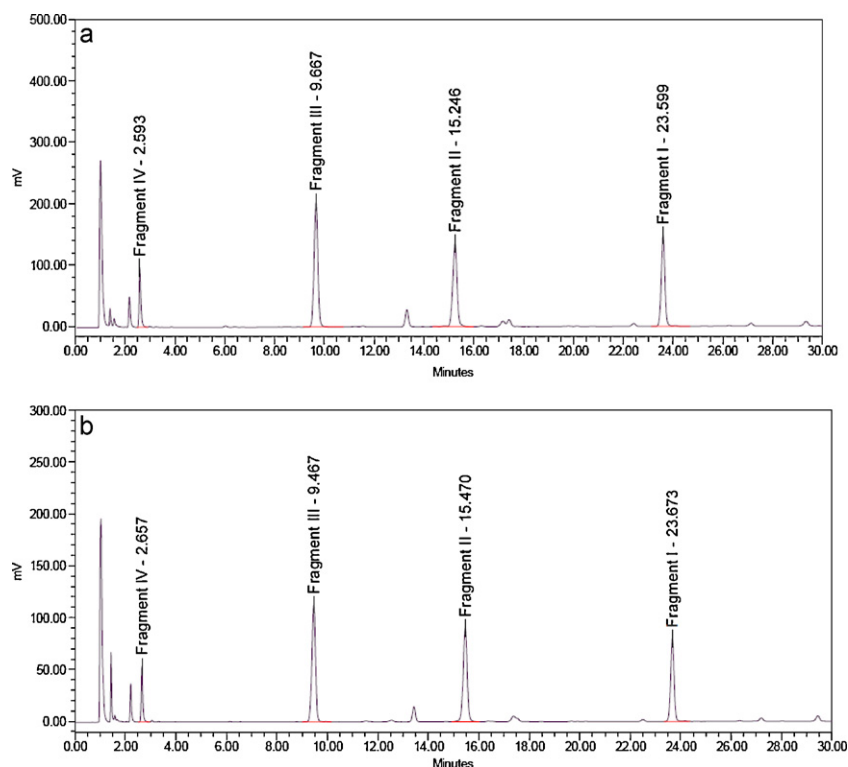 a
500.00
400.00
300.00
200.00
100.00
0.00
mV
Fragment IV - 2.593
Fragment III - 9.667
Fragment II - 15.246
Fragment I - 23.599
0.00 2.00 4.00 6.00 8.00 10.00 12.00 14.00 16.00 18.00 20.00 22.00 24.00 26.00 28.00 30.00
Minutes
b
300.00
250.00
200.00
150.00
100.00
50.00
0.00
mV
Fragment IV - 2.657
Fragment III - 9.467
Fragment II - 15.470
Fragment I - 23.673
0.00 2.00 4.00 6.00 8.00 10.00 12.00 14.00 16.00 18.00 20.00 22.00 24.00 26.00 28.00 30.00
Minutes